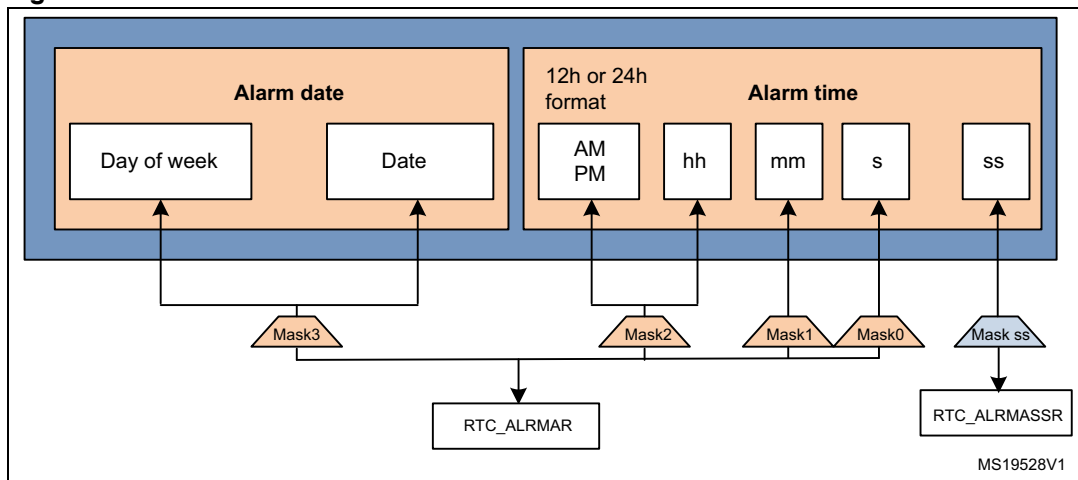 Alarm date
12h or 24h
format
Alarm time
Day of week
Date
AM
PM
hh
mm
s
ss
Mask3
Mask2
Mask1
Mask0
Mask ss
RTC_ALRMAR
RTC_ALRMASSR
MS19528V1